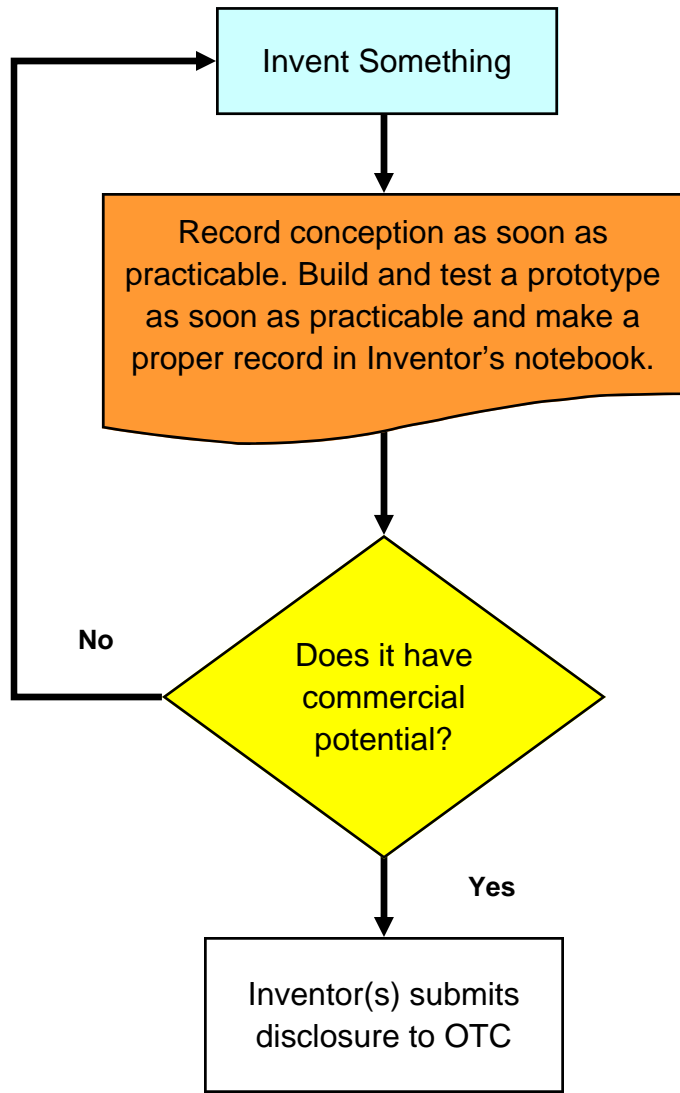 Invent Something
Record conception as soon as
practicable. Build and test a prototype
as soon as practicable and make a
proper record in Inventor’s notebook.
No
Does it have
commercial
potential?
Yes
Inventor(s) submits
disclosure to OTC